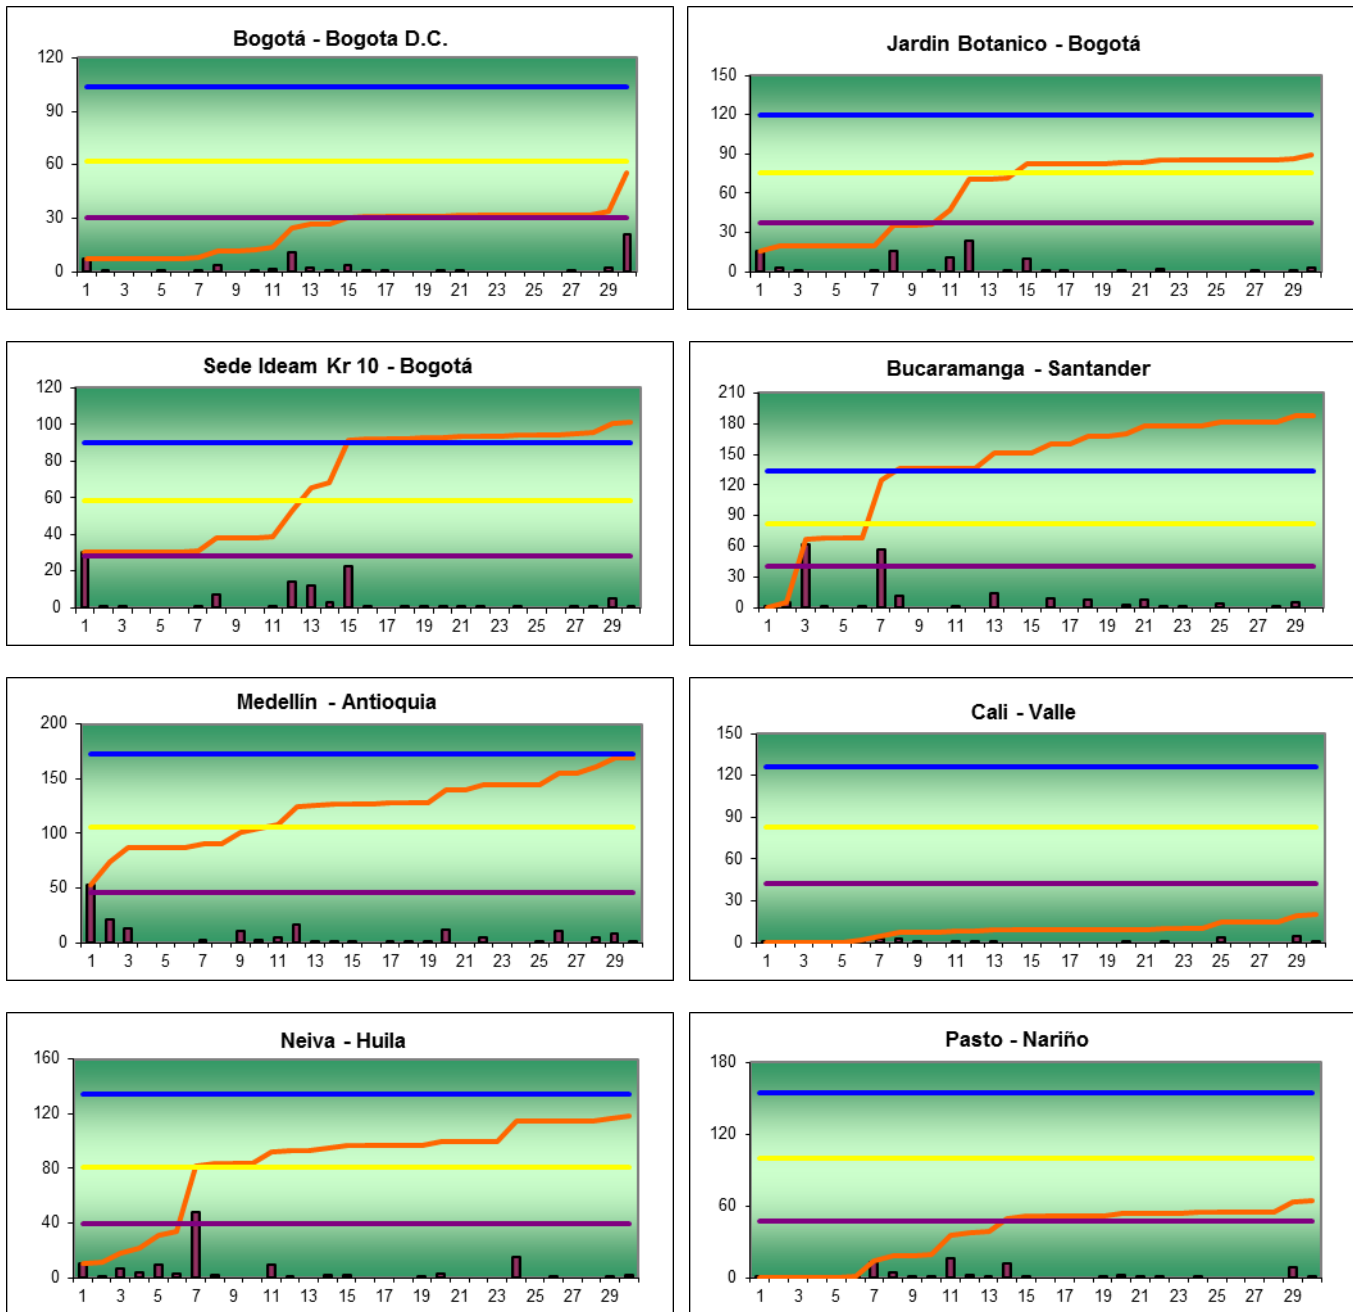 Bogotá - Bogota D.C.
120
90
60
30
0
1 3 5 7 9 11 13 15 17 19 21 23 25 27 29
Jardin Botanico - Bogotá
150
120
90
60
30
0
1 3 5 7 9 11 13 15 17 19 21 23 25 27 29
Sede Ideam Kr 10 - Bogotá
120
100
80
60
40
20
0
1 3 5 7 9 11 13 15 17 19 21 23 25 27 29
Bucaramanga - Santander
210
180
150
120
90
60
30
0
1 3 5 7 9 11 13 15 17 19 21 23 25 27 29
Medellín - Antioquia
200
150
100
50
0
1 3 5 7 9 11 13 15 17 19 21 23 25 27 29
Cali - Valle
150
120
90
60
30
0
1 3 5 7 9 11 13 15 17 19 21 23 25 27 29
Neiva - Huila
160
120
80
40
0
1 3 5 7 9 11 13 15 17 19 21 23 25 27 29
Pasto - Nariño
180
120
60
0
1 3 5 7 9 11 13 15 17 19 21 23 25 27 29